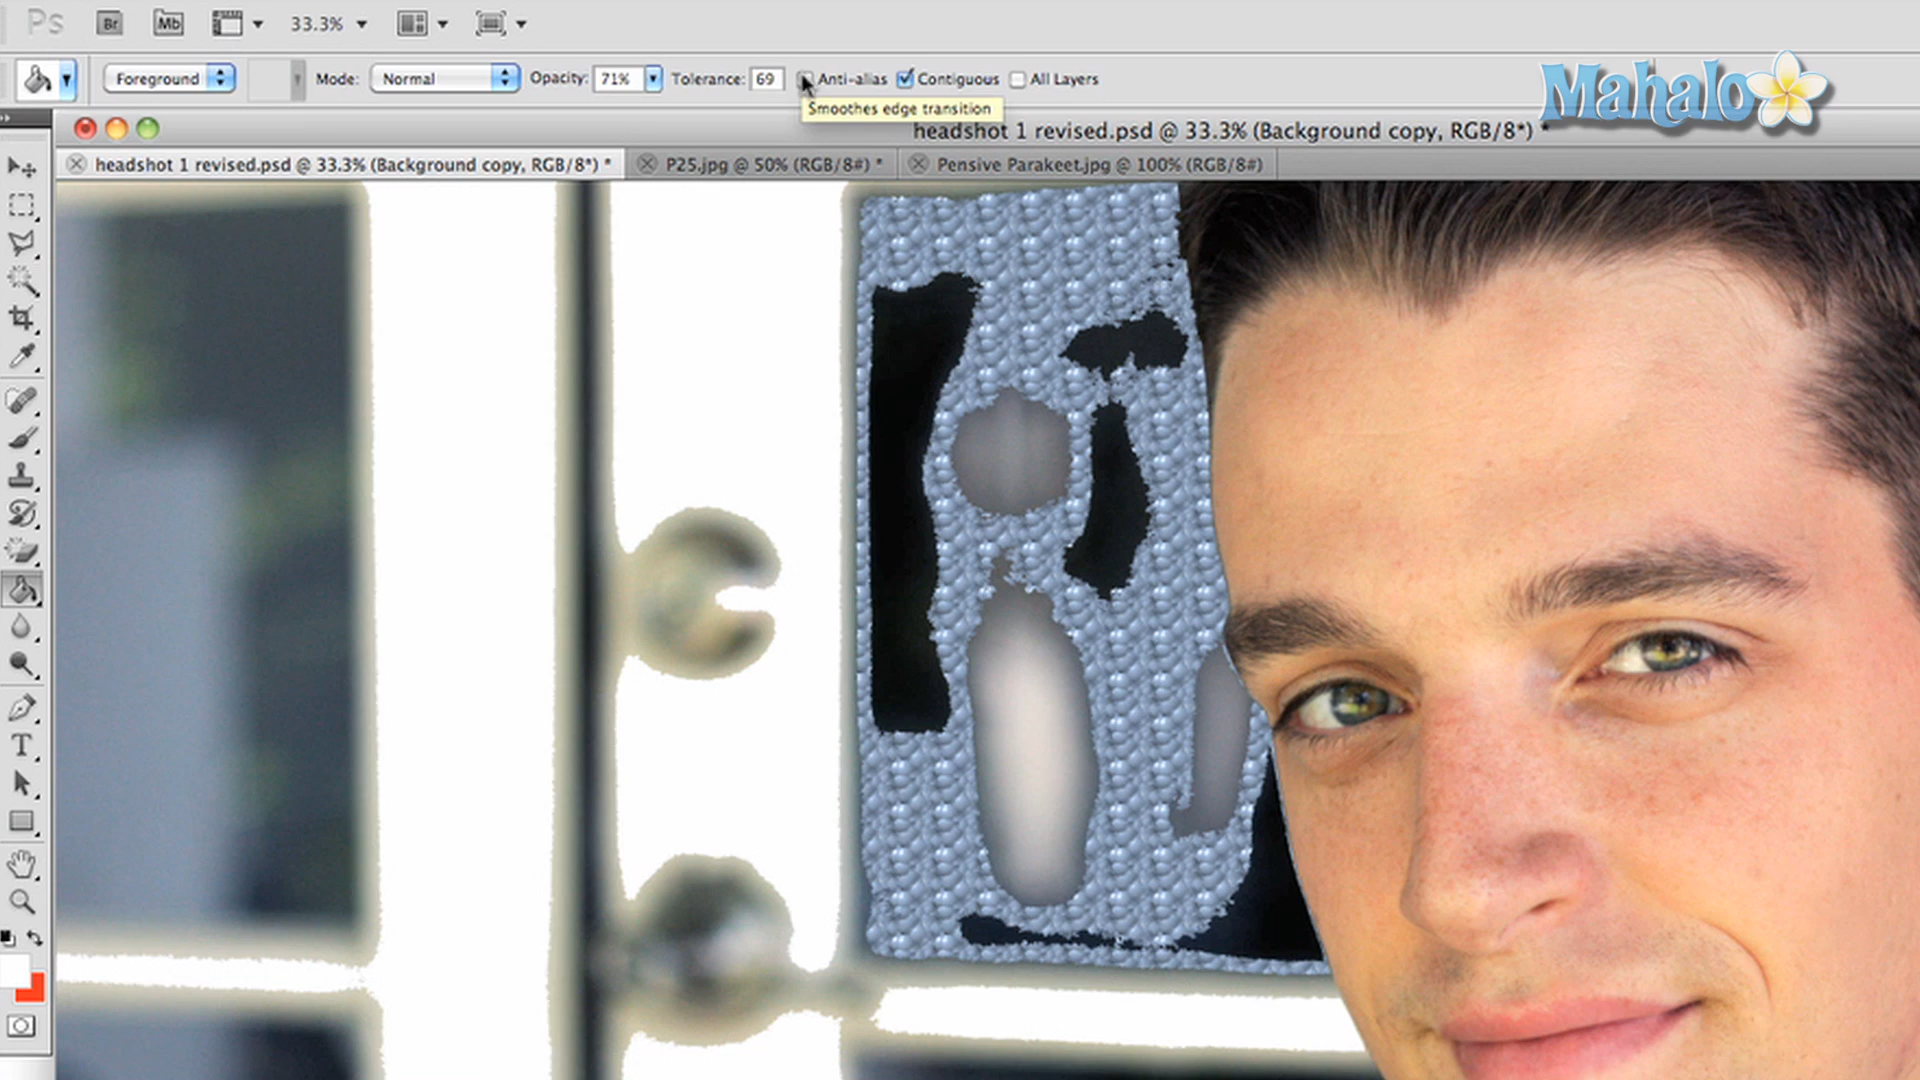 Ps Br Mb 33.3%
Foreground Mode: Normal Opacity: 71% Tolerance: 69 Anti-alias Contiguous All Layers
Mahalo
Smoothes edge transition
headshot 1 revised.psd @ 33.3% (Background copy, RGB/8*) *
headshot 1 revised.psd @ 33.3% (Background copy, RGB/8*) * P25.jpg @ 50% (RGB/8#) * Pensive Parakeet.jpg @ 100% (RGB/8#)
T